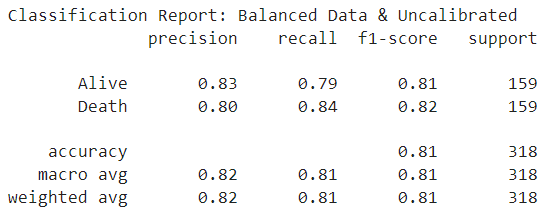 Classification Report: Balanced Data & Uncalibrated
precision recall f1-score support
Alive 0.83 0.79 0.81 159
Death 0.80 0.84 0.82 159
accuracy 0.81 318
macro avg 0.82 0.81 0.81 318
weighted avg 0.82 0.81 0.81 318